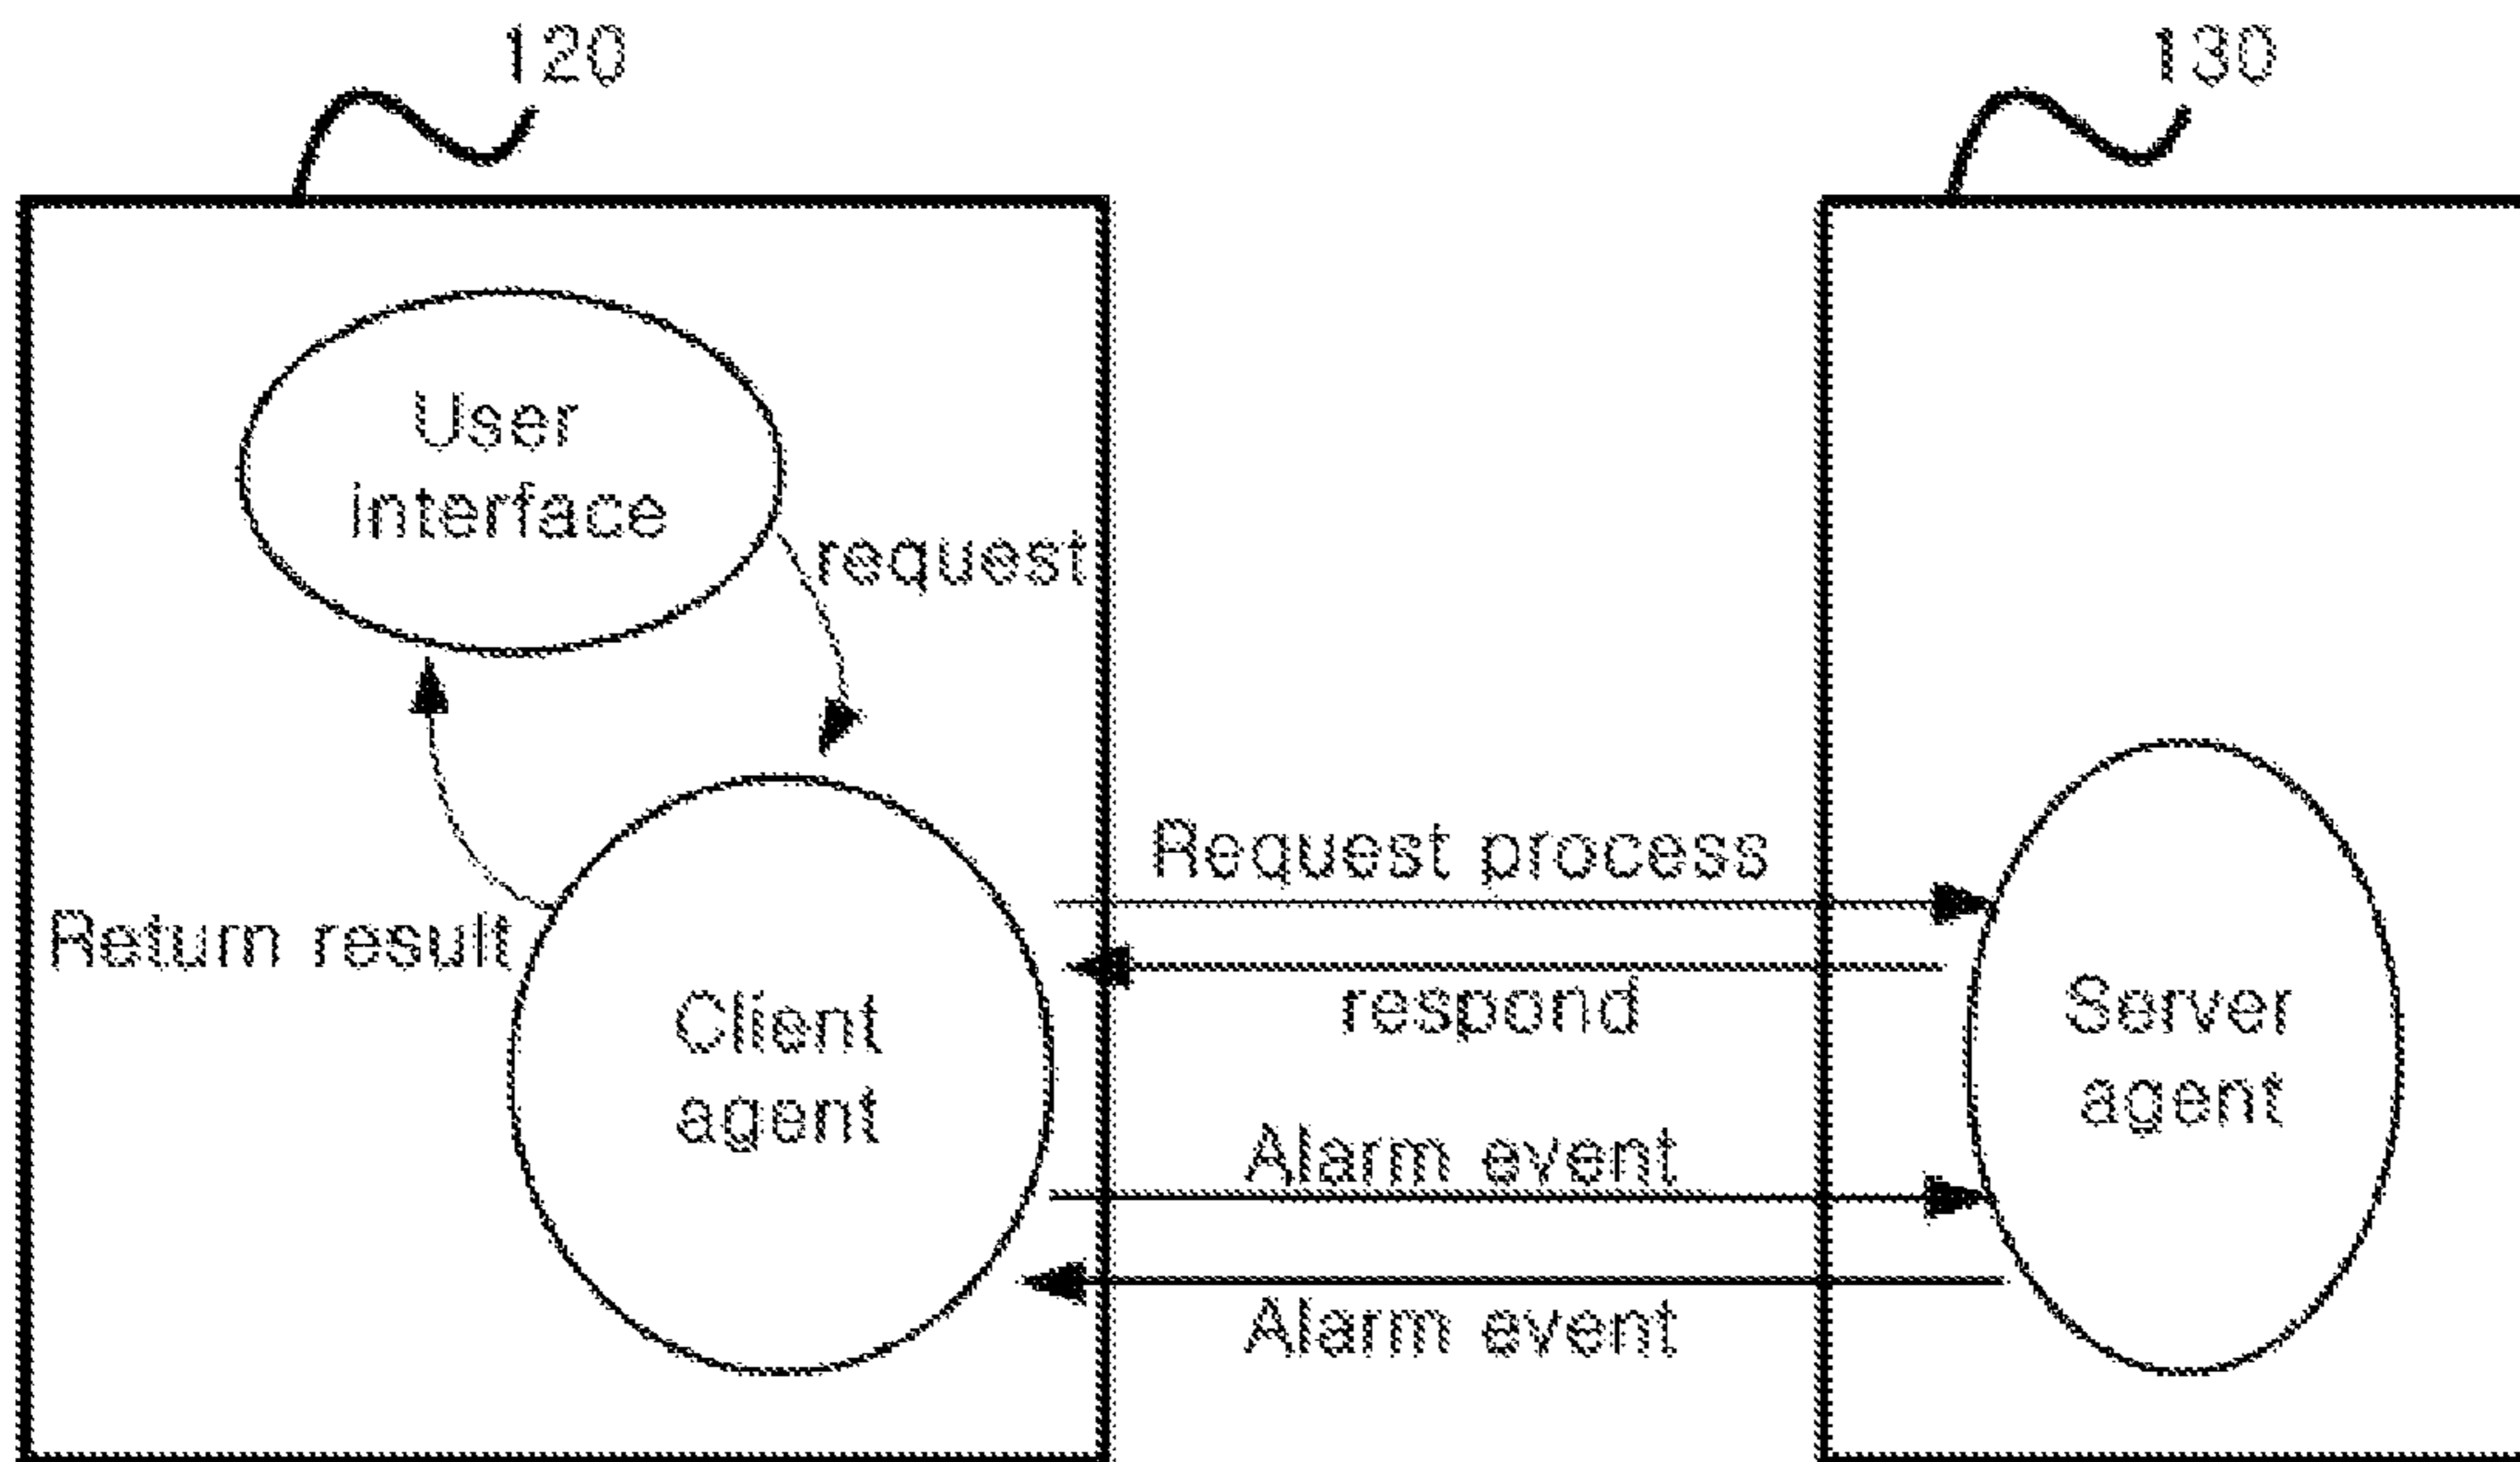 120
130
User
interface
request
Request process
Return result
respond
Client
agent
Server
agent
Alarm event
Alarm event